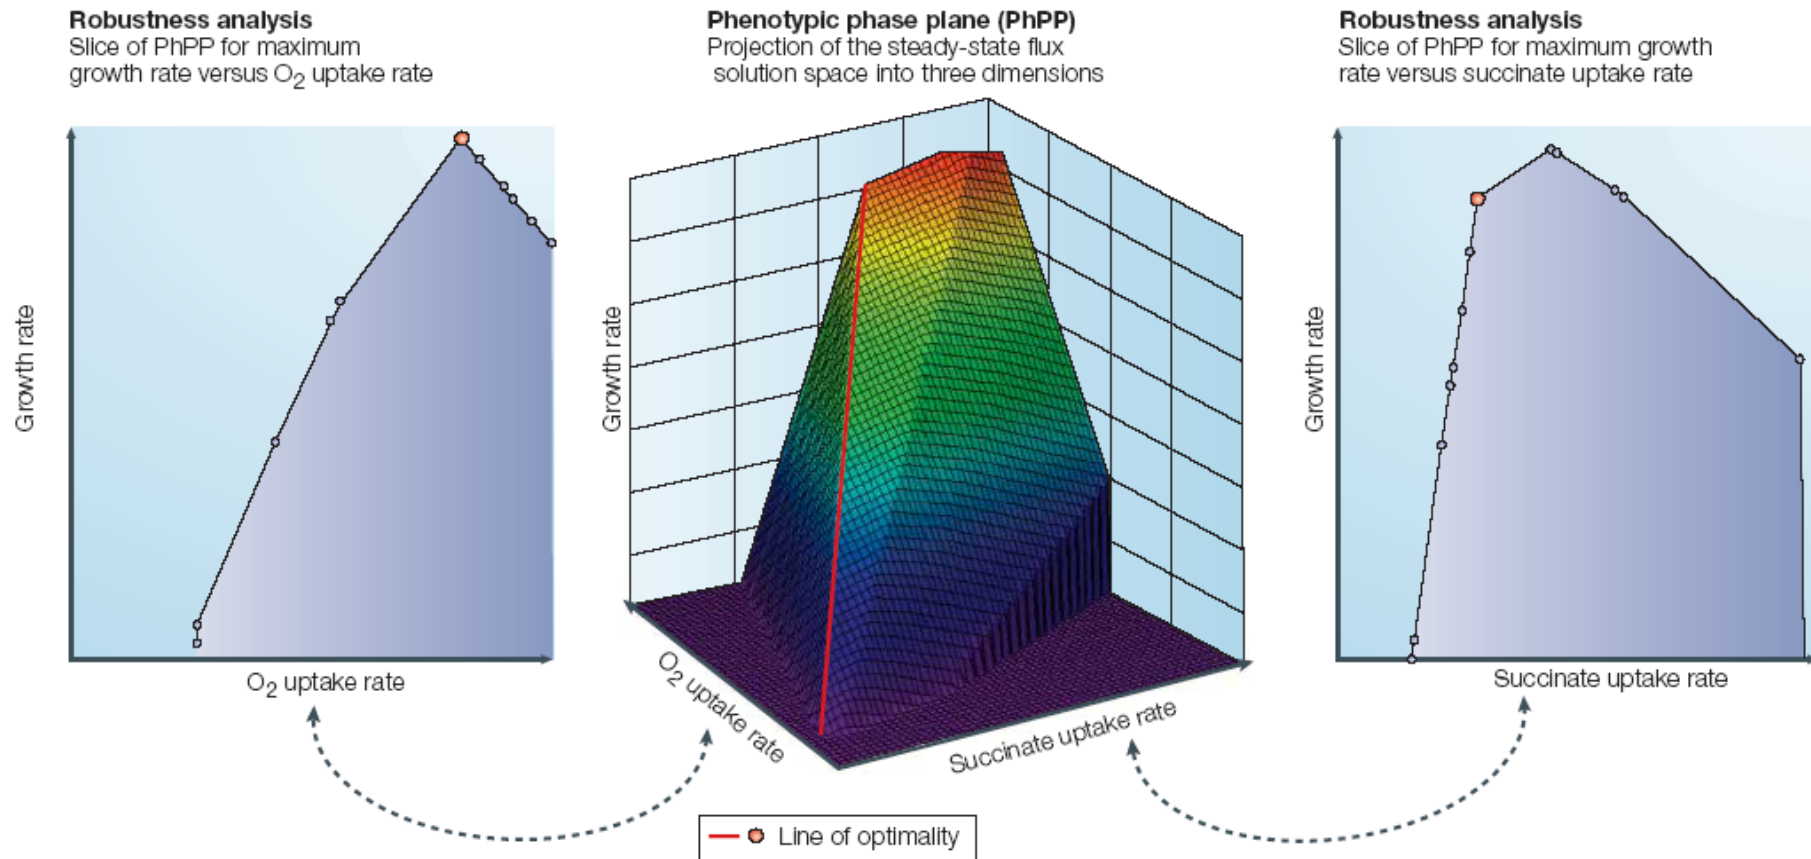 Robustness analysis
Slice of PhPP for maximum
growth rate versus O2 uptake rate
Growth rate
O2 uptake rate
Phenotypic phase plane (PhPP)
Projection of the steady-state flux
solution space into three dimensions
Growth rate
O2 uptake rate
Succinate uptake rate
Robustness analysis
Slice of PhPP for maximum growth
rate versus succinate uptake rate
Growth rate
Succinate uptake rate
Line of optimality